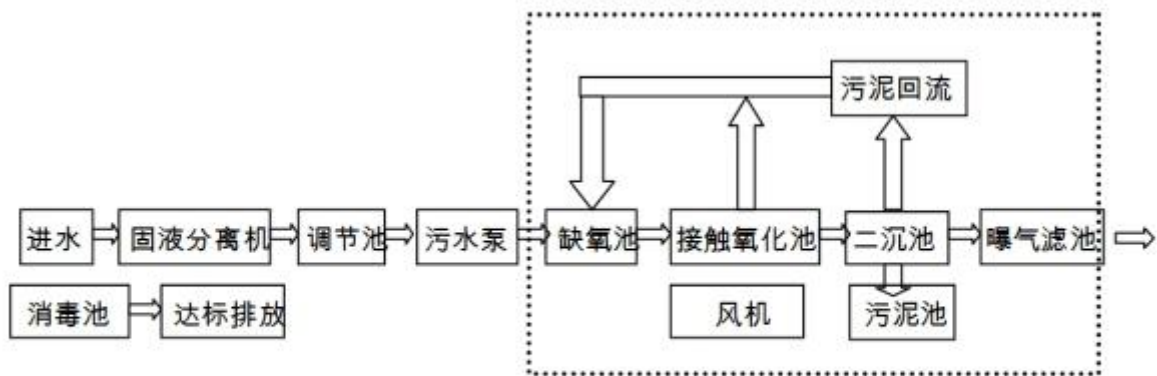 污泥回流
进水
固液分离机
调节池
污水泵
缺氧池
接触氧化池
二沉池
曝气滤池
消毒池
达标排放
风机
污泥池